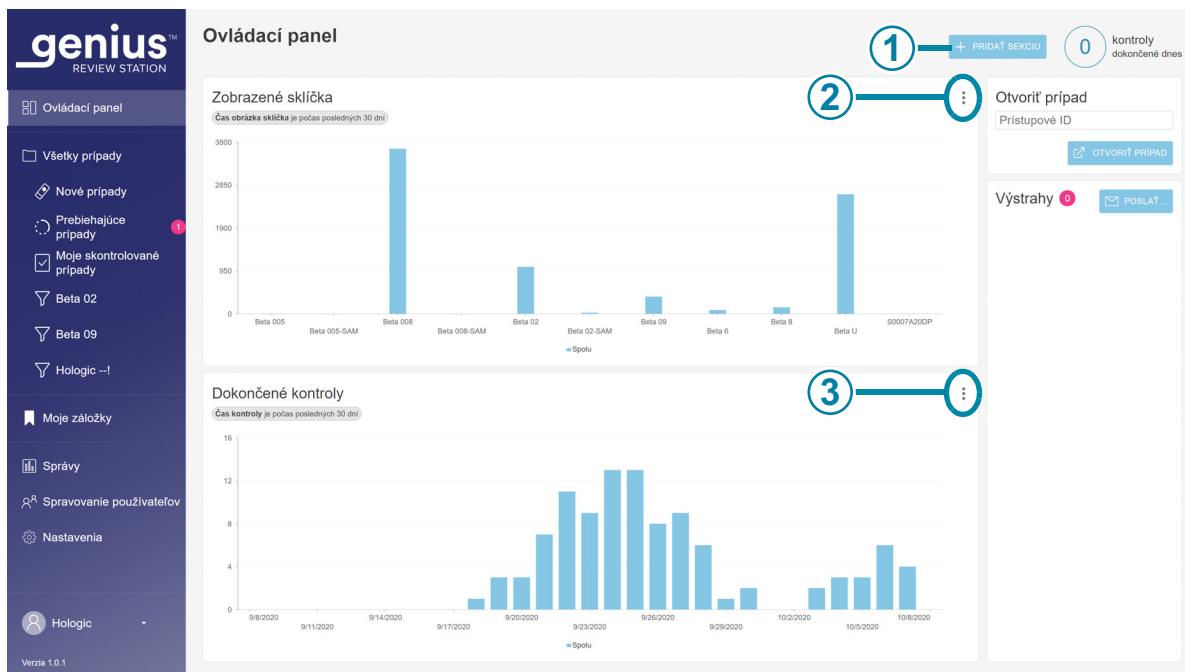 genius™
REVIEW STATION
Ovládací panel
Všetky prípady
Nové prípady
Prebiehajúce
prípady
1
Moje skontrolované
prípady
Beta 02
Beta 09
Hologic --!
Moje záložky
Správy
Spravovanie používateľov
Nastavenia
Hologic
Verzia 1.0.1
Ovládací panel
1
+ PRIDAŤ SEKCIU
0
kontroly
dokončené dnes
Zobrazené sklíčka
2
Čas obrázka sklíčka je počas posledných 30 dní
3800
2850
1900
950
0
Beta 005
Beta 005-SAM
Beta 008
Beta 008-SAM
Beta 02
Beta 02-SAM
Beta 09
Beta 6
Beta 8
Beta U
S0007A20DP
Spolu
Dokončené kontroly
3
Čas kontroly je počas posledných 30 dní
16
12
8
4
0
9/8/2020
9/11/2020
9/14/2020
9/17/2020
9/20/2020
9/23/2020
9/26/2020
9/29/2020
10/2/2020
10/5/2020
10/8/2020
Spolu
Otvoriť prípad
Prístupové ID
OTVORIŤ PRÍPAD
Výstrahy 0
POSLAŤ...